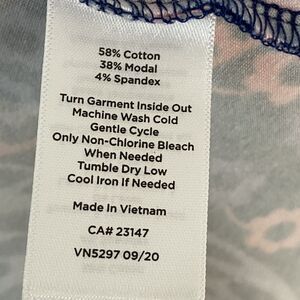 58% Cotton
38% Modal
4% Spandex
Turn Garment Inside Out
Machine Wash Cold
Gentle Cycle
Only Non-Chlorine Bleach
When Needed
Tumble Dry Low
Cool Iron If Needed
Made in Vietnam
CA# 23147
VN5297 09/20